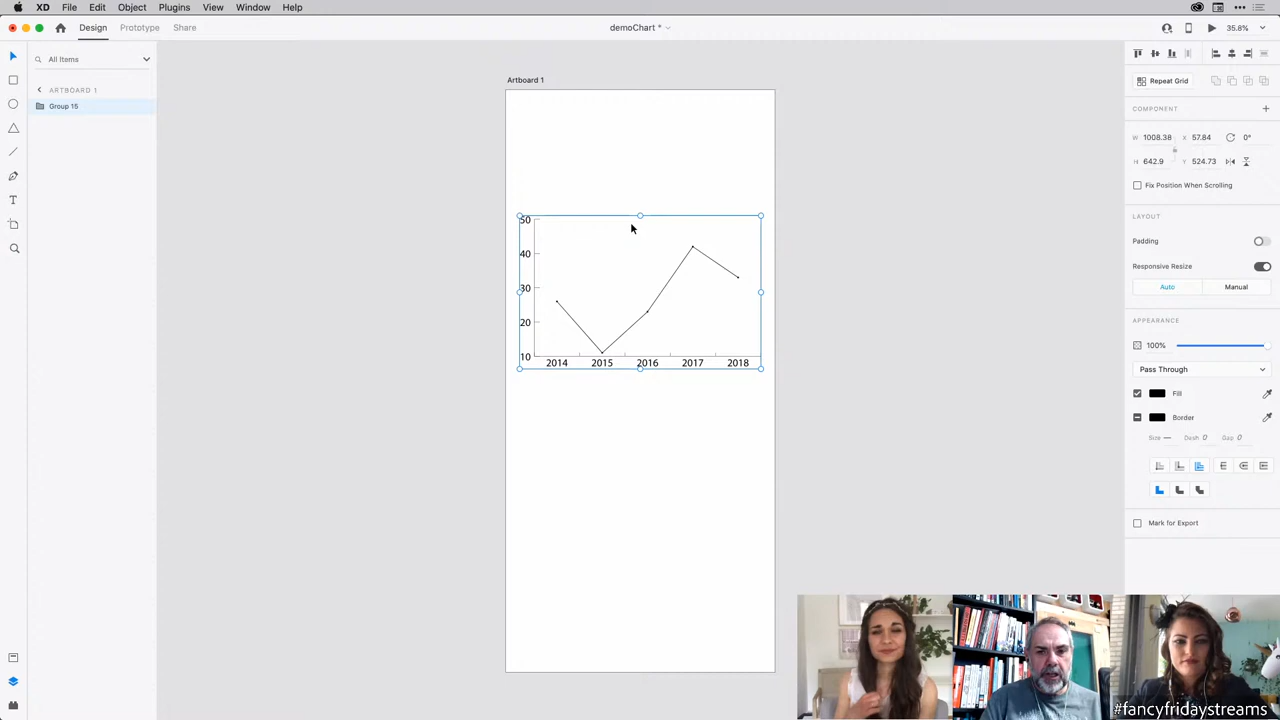 XD File Edit Object Plugins View Window Help
Design Prototype Share
demoChart *
35.8%
All Items
ARTBOARD 1
Group 15
Artboard 1
50
40
30
20
10
2014 2015 2016 2017 2018
Repeat Grid
COMPONENT
W 1008.38 X 57.84 0°
H 642.9 Y 524.73
Fix Position When Scrolling
LAYOUT
Padding
Responsive Resize
Auto Manual
APPEARANCE
100%
Pass Through
Fill
Border
Size — Dash 0 Gap 0
Mark for Export
#fancyfridaystreams